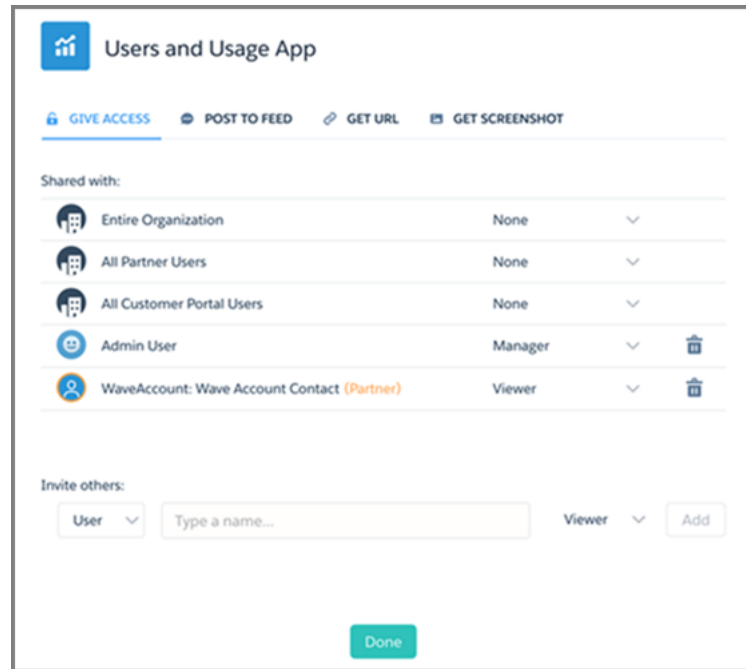 Users and Usage App
GIVE ACCESS POST TO FEED GET URL GET SCREENSHOT
Shared with:
Entire Organization None
All Partner Users None
All Customer Portal Users None
Admin User Manager
WaveAccount: Wave Account Contact (Partner) Viewer
Invite others:
User Type a name... Viewer Add
Done